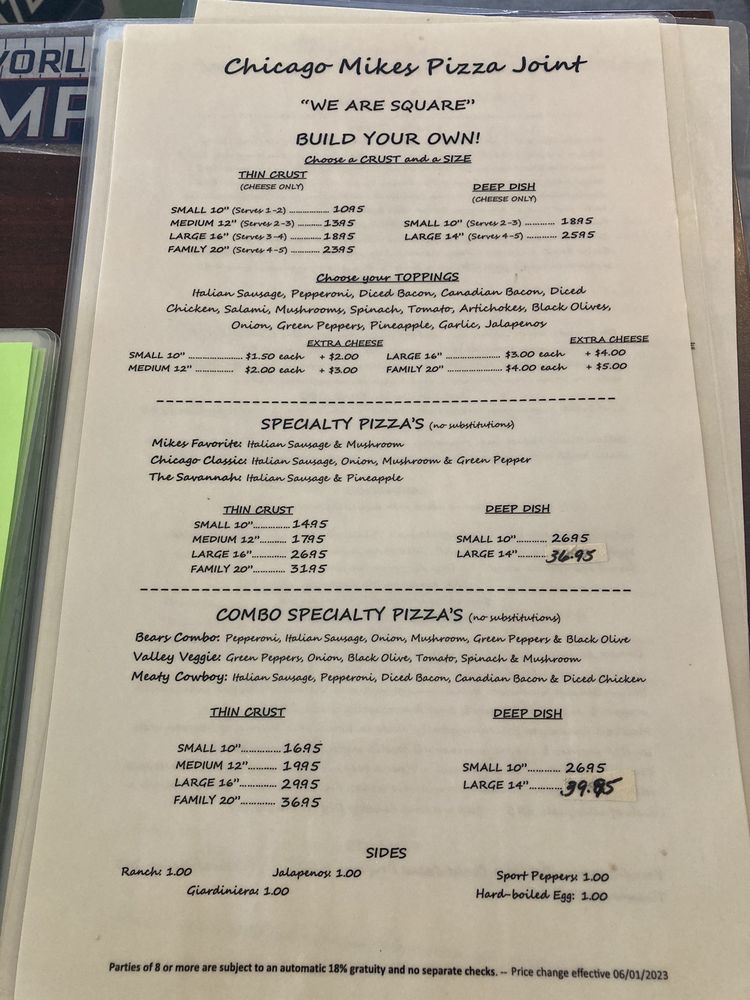 WORL
MP
Chicago Mikes Pizza Joint
"WE ARE SQUARE"
BUILD YOUR OWN!
Choose a CRUST and a SIZE
THIN CRUST
(CHEESE ONLY)
SMALL 10" (Serves 1-2) .................. 1095
MEDIUM 12" (Serves 2-3) ........... 1395
LARGE 16" (Serves 3-4) ............. 1895
FAMILY 20" (Serves 4-5) ............. 2395
DEEP DISH
(CHEESE ONLY)
SMALL 10" (Serves 2-3) ............. 1895
LARGE 14" (Serves 4-5) ............. 2595
Choose your TOPPINGS
Italian Sausage, Pepperoni, Diced Bacon, Canadian Bacon, Diced
Chicken, Salami, Mushrooms, Spinach, Tomato, Artichokes, Black Olives,
Onion, Green Peppers, Pineapple, Garlic, Jalapenos
EXTRA CHEESE
SMALL 10" ...................... $1.50 each + $2.00
MEDIUM 12" ................ $2.00 each + $3.00
EXTRA CHEESE
LARGE 16" ..................... $3.00 each + $4.00
FAMILY 20" ..................... $4.00 each + $5.00
SPECIALTY PIZZA'S (no substitutions)
Mikes Favorite: Italian Sausage & Mushroom
Chicago Classic: Italian Sausage, Onion, Mushroom & Green Pepper
The Savannah: Italian Sausage & Pineapple
THIN CRUST
SMALL 10".............. 1495
MEDIUM 12".......... 1795
LARGE 16"............. 2695
FAMILY 20"............ 3195
DEEP DISH
SMALL 10"............ 2695
LARGE 14"........... 36.95
COMBO SPECIALTY PIZZA'S (no substitutions)
Bears Combo: Pepperoni, Italian Sausage, Onion, Mushroom, Green Peppers & Black Olive
Valley Veggie: Green Peppers, Onion, Black Olive, Tomato, Spinach & Mushroom
Meaty Cowboy: Italian Sausage, Pepperoni, Diced Bacon, Canadian Bacon & Diced Chicken
THIN CRUST
SMALL 10".............. 1695
MEDIUM 12".......... 1995
LARGE 16"............. 2995
FAMILY 20"............ 3695
DEEP DISH
SMALL 10"............ 2695
LARGE 14"............ 39.95
SIDES
Ranch: 1.00
Jalapenos: 1.00
Sport Peppers: 1.00
Giardiniera: 1.00
Hard-boiled Egg: 1.00
Parties of 8 or more are subject to an automatic 18% gratuity and no separate checks. -- Price change effective 06/01/2023